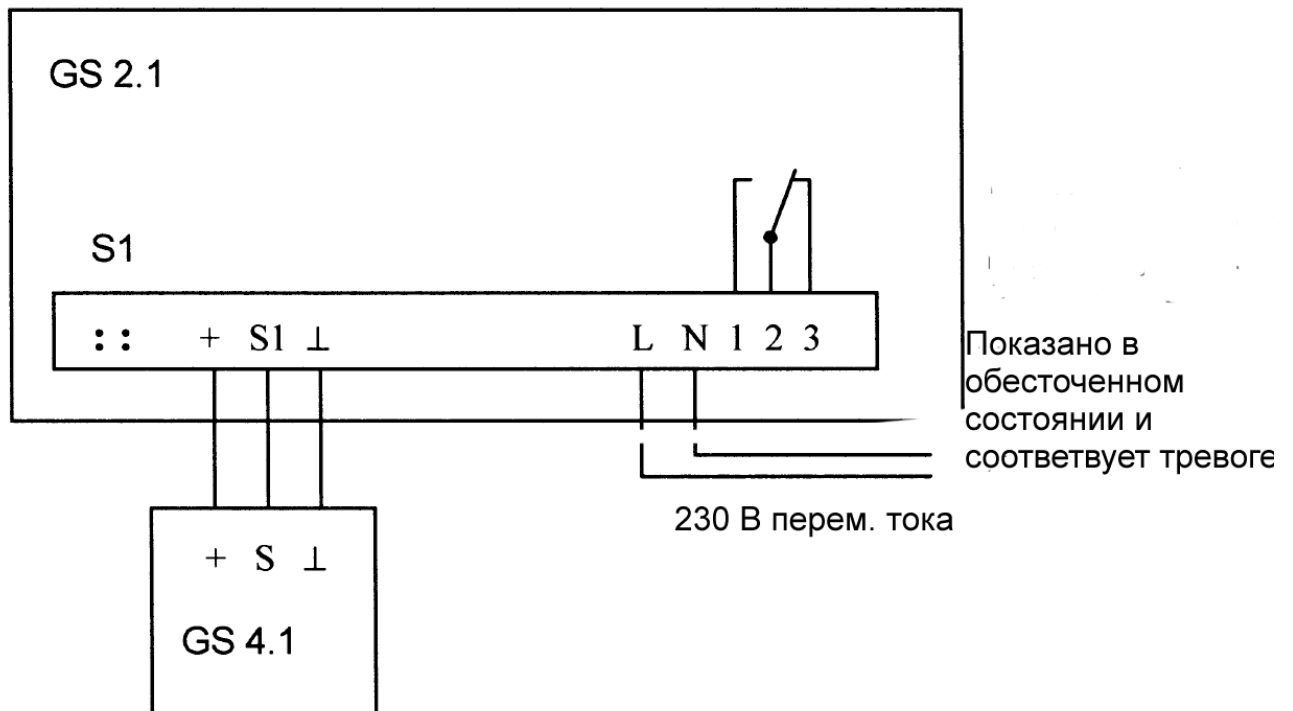 GS 2.1
S1
:: + S1 ⊥ L N 1 2 3
Показано в
обесточенном
состоянии и
соответвует тревоге
230 В перем. тока
+ S ⊥
GS 4.1